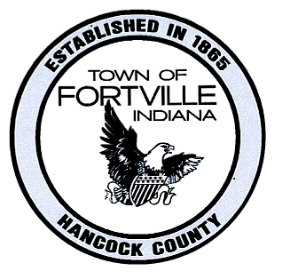 ESTABLISHED IN 1865
TOWN OF
FORTVILLE
INDIANA
HANCOCK COUNTY